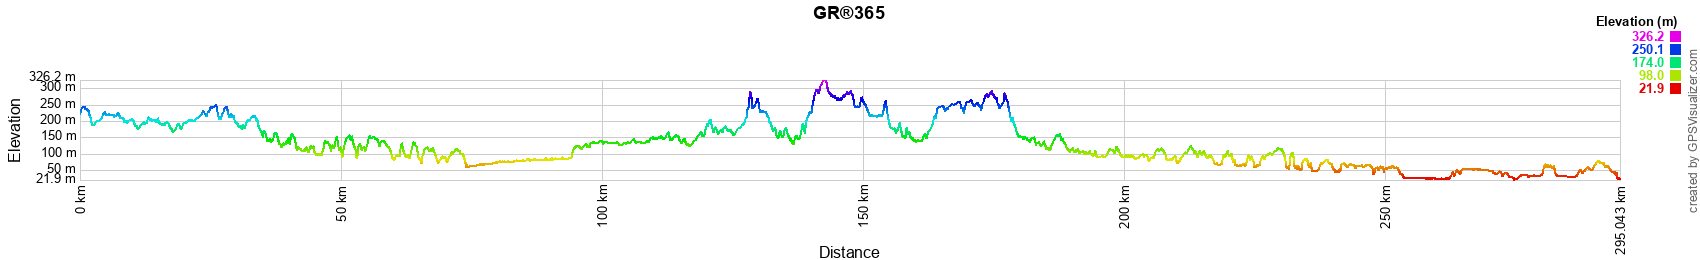 GR®365
Elevation (m)
326.2
250.1
174.0
98.0
21.9
326.2 m
300 m
250 m
200 m
150 m
100 m
50 m
21.9 m
Elevation
0 km
50 km
100 km
150 km
200 km
250 km
295.043 km
Distance
created by GPSVisualizer.com